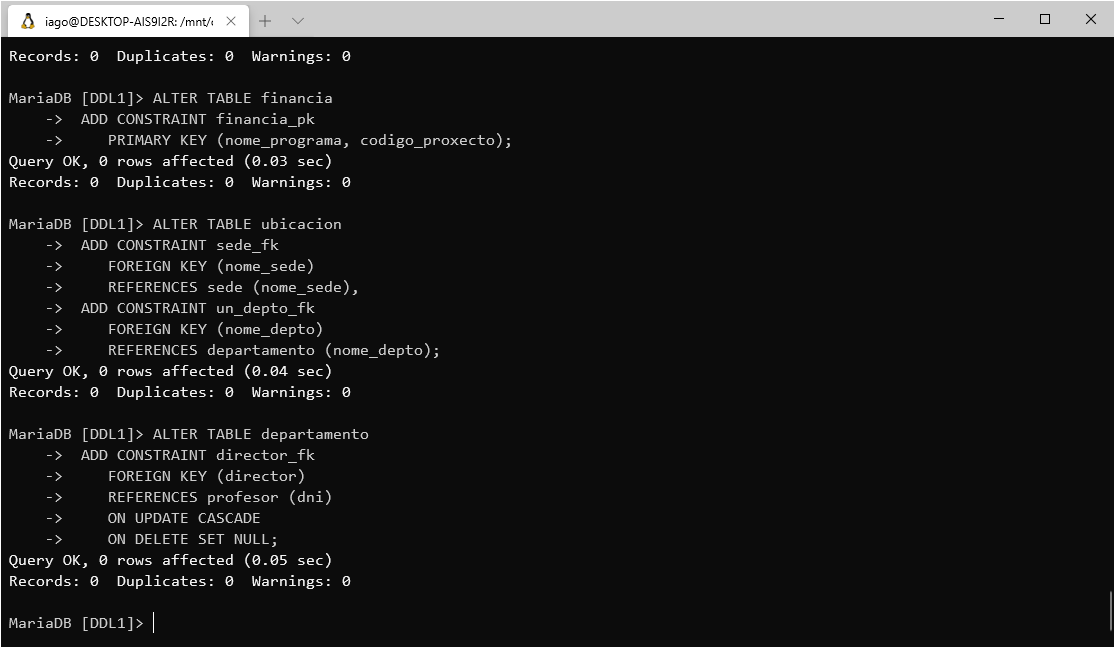 iago@DESKTOP-AIS9I2R: /mnt/
Records: 0  Duplicates: 0  Warnings: 0
MariaDB [DDL1]> ALTER TABLE financia
    ->  ADD CONSTRAINT financia_pk
    ->     PRIMARY KEY (nome_programa, codigo_proxecto);
Query OK, 0 rows affected (0.03 sec)
Records: 0  Duplicates: 0  Warnings: 0
MariaDB [DDL1]> ALTER TABLE ubicacion
    ->  ADD CONSTRAINT sede_fk
    ->     FOREIGN KEY (nome_sede)
    ->     REFERENCES sede (nome_sede),
    ->  ADD CONSTRAINT un_depto_fk
    ->     FOREIGN KEY (nome_depto)
    ->     REFERENCES departamento (nome_depto);
Query OK, 0 rows affected (0.04 sec)
Records: 0  Duplicates: 0  Warnings: 0
MariaDB [DDL1]> ALTER TABLE departamento
    ->  ADD CONSTRAINT director_fk
    ->     FOREIGN KEY (director)
    ->     REFERENCES profesor (dni)
    ->     ON UPDATE CASCADE
    ->     ON DELETE SET NULL;
Query OK, 0 rows affected (0.05 sec)
Records: 0  Duplicates: 0  Warnings: 0
MariaDB [DDL1]>